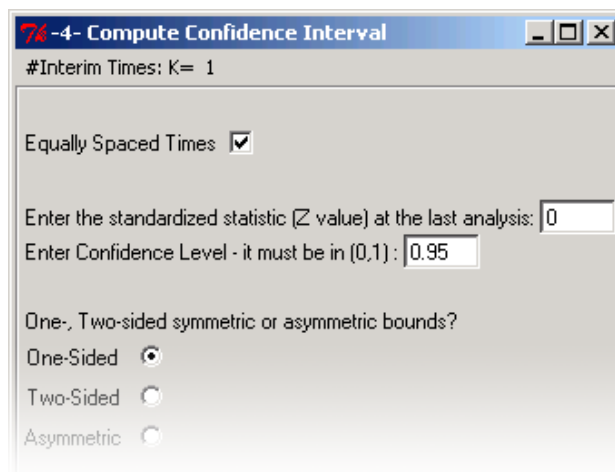 -4- Compute Confidence Interval
#Interim Times: K= 1
Equally Spaced Times
Enter the standardized statistic (Z value) at the last analysis: 0
Enter Confidence Level - it must be in (0,1) : 0.95
One-, Two-sided symmetric or asymmetric bounds?
One-Sided
Two-Sided
Asymmetric